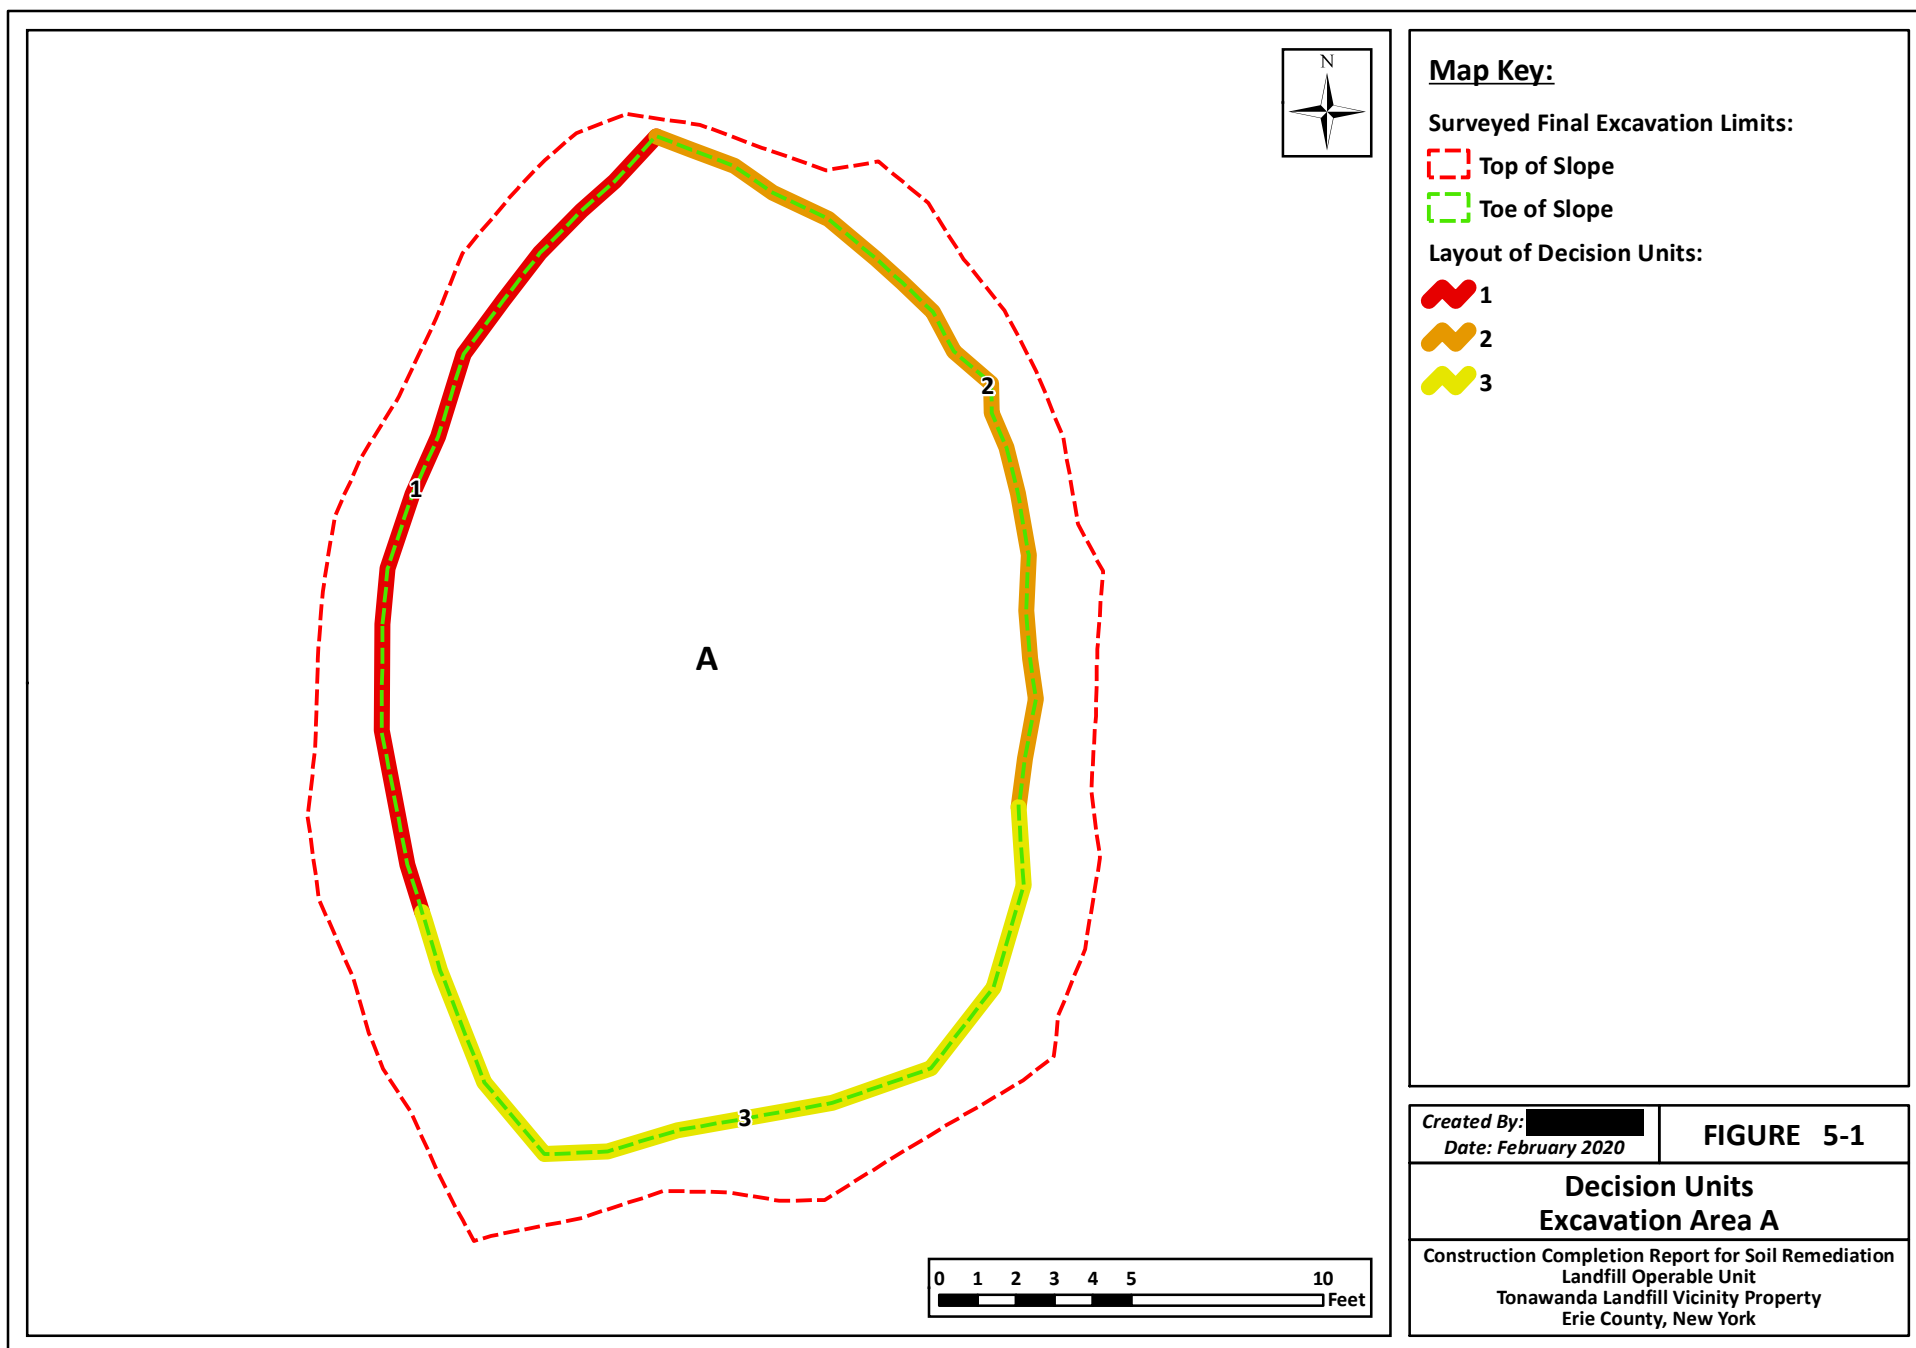 N
A
1
2
3
0 1 2 3 4 5 10
Feet
Map Key:
Surveyed Final Excavation Limits:
Top of Slope
Toe of Slope
Layout of Decision Units:
1
2
3
Created By:
Date: February 2020
FIGURE 5-1
Decision Units
Excavation Area A
Construction Completion Report for Soil Remediation
Landfill Operable Unit
Tonawanda Landfill Vicinity Property
Erie County, New York